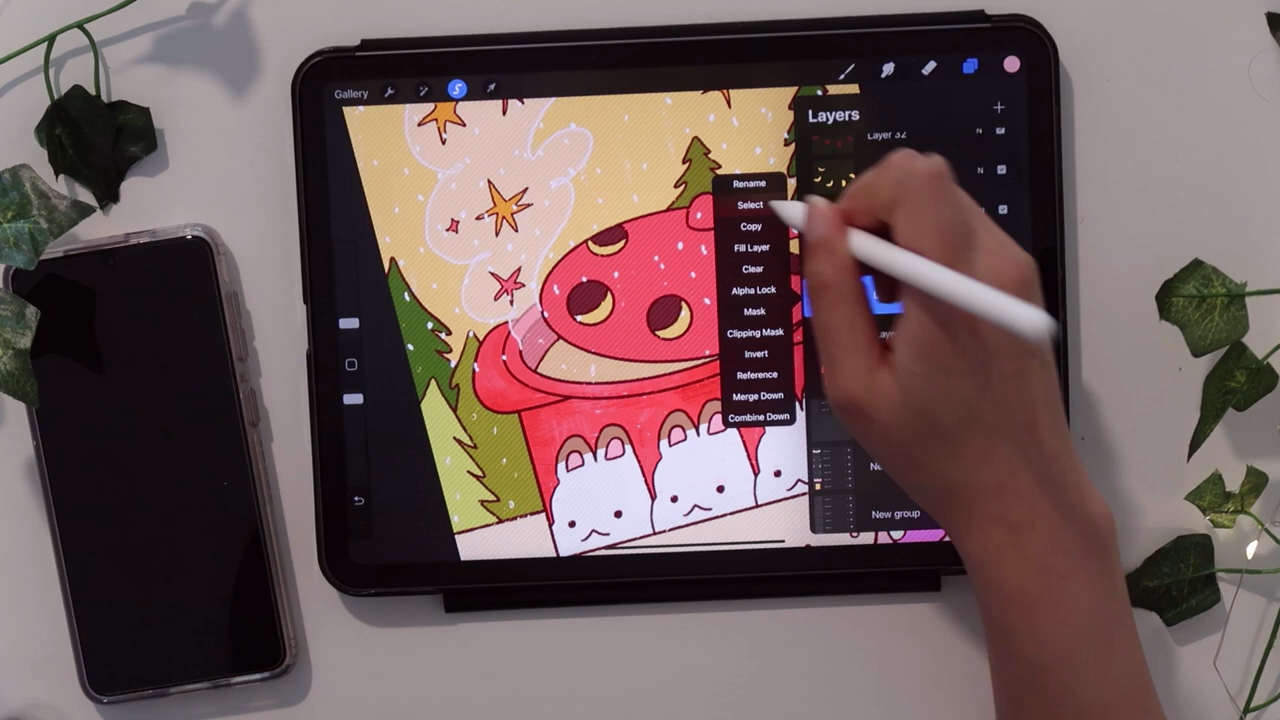 Gallery
S
Layers
Layer 32
N
N
Rename
Select
Copy
Fill Layer
Clear
Alpha Lock
Mask
Clipping Mask
Invert
Reference
Merge Down
Combine Down
New group